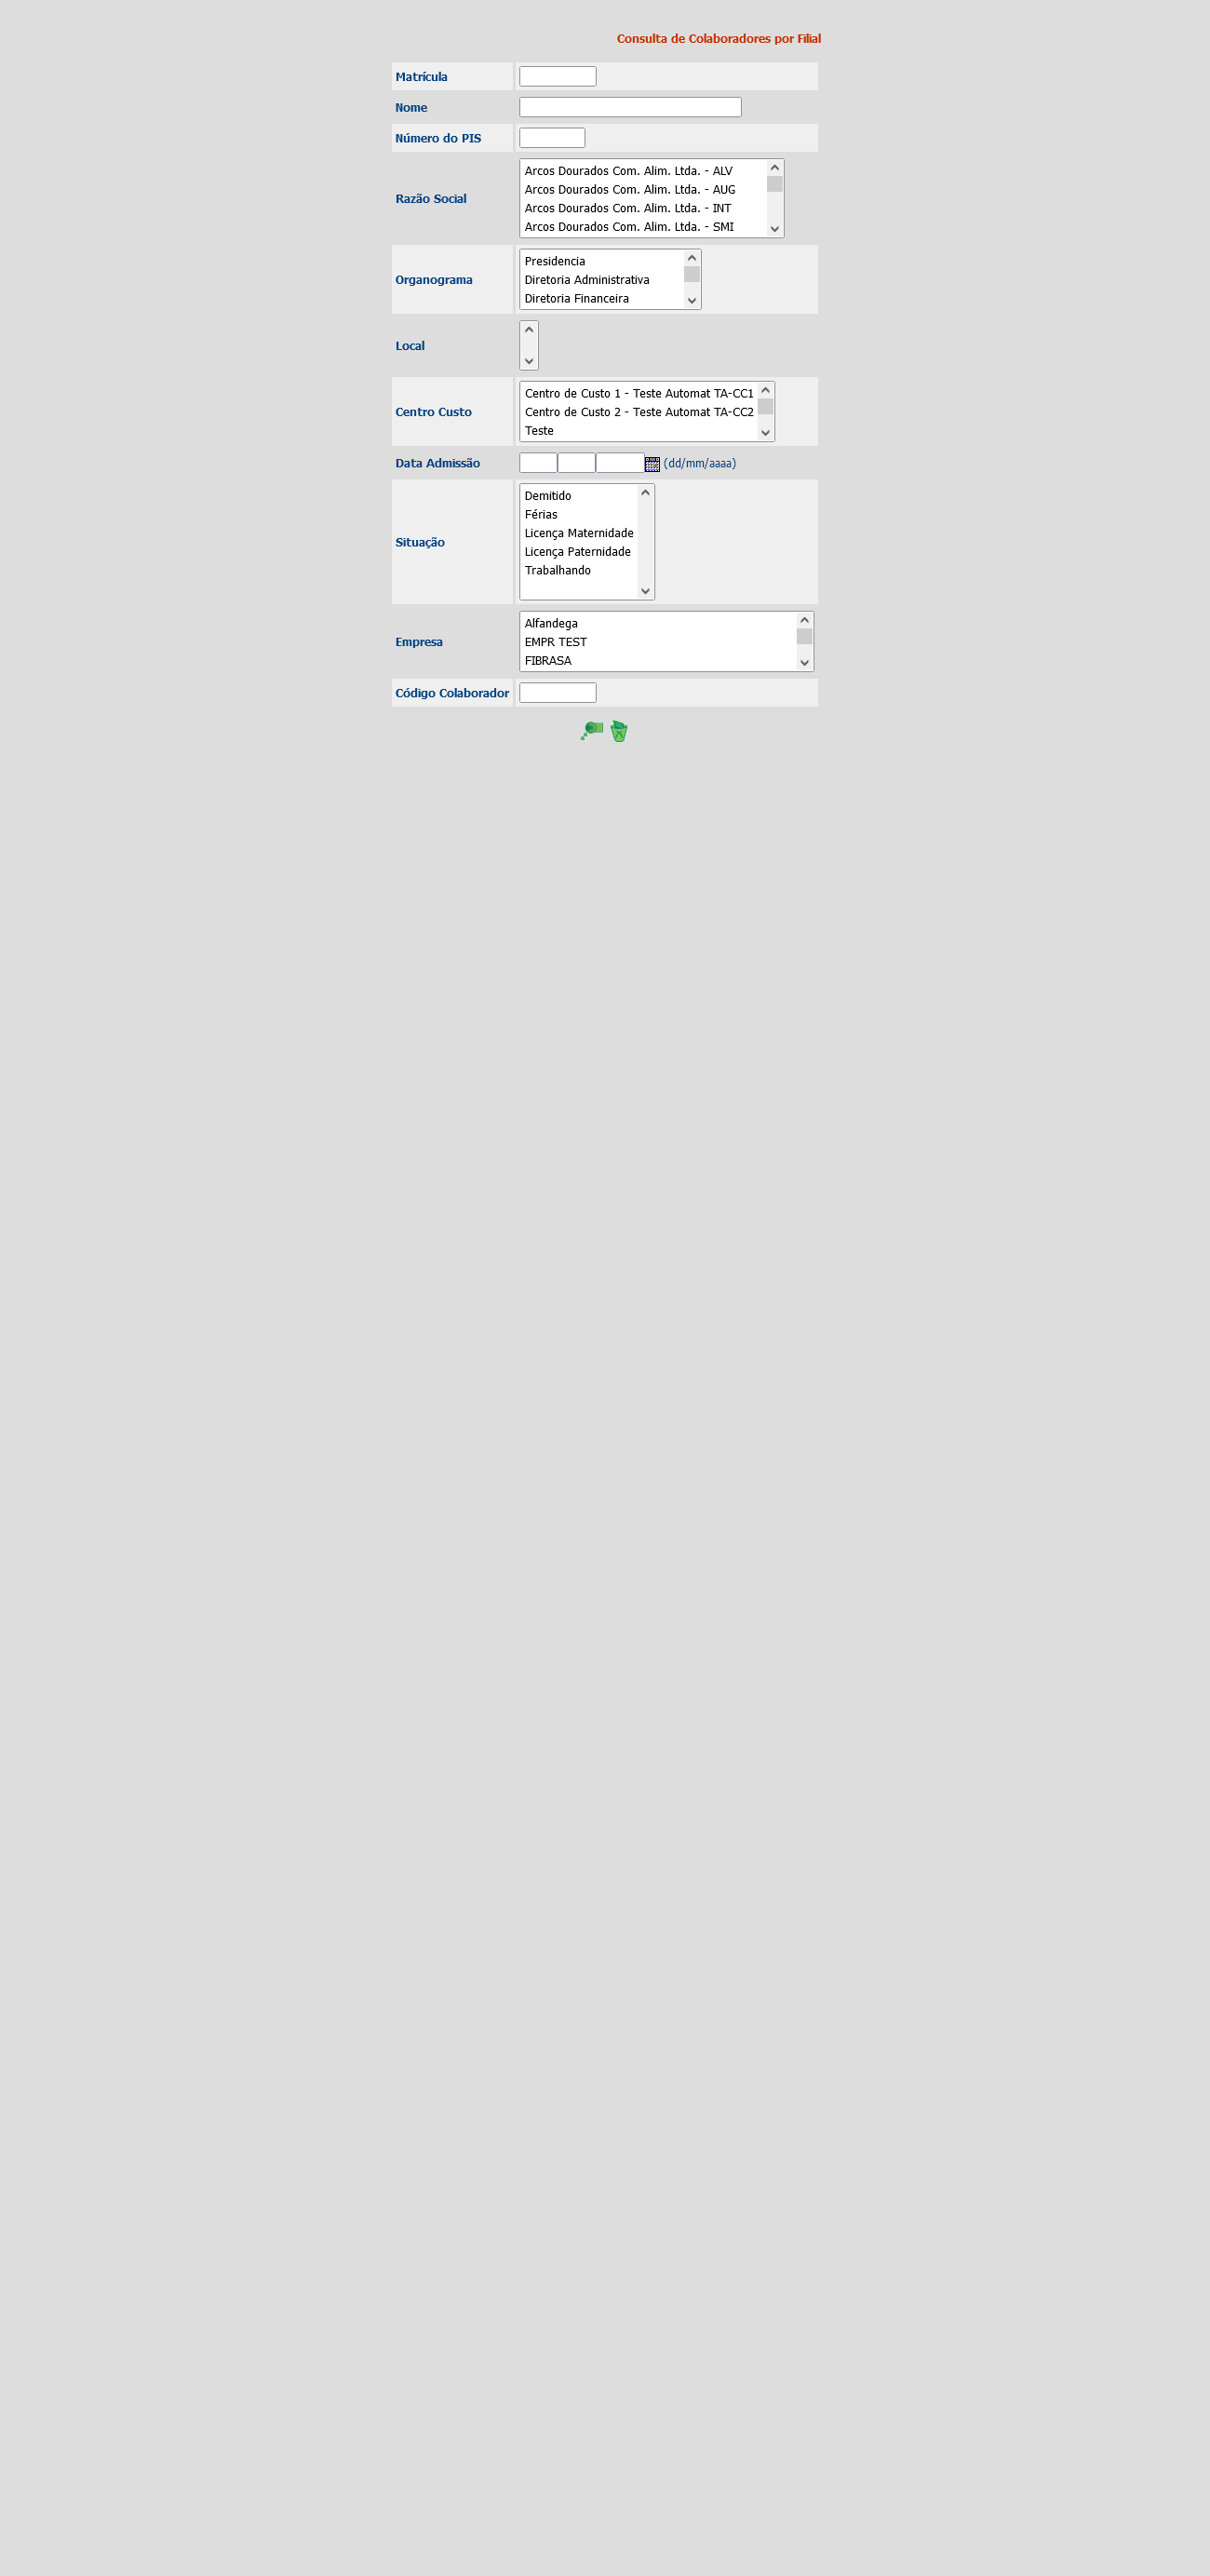 Consulta de Colaboradores por Filial
Matrícula
Nome
Número do PIS
Razão Social
Arcos Dourados Com. Alim. Ltda. - ALV
Arcos Dourados Com. Alim. Ltda. - AUG
Arcos Dourados Com. Alim. Ltda. - INT
Arcos Dourados Com. Alim. Ltda. - SMI
Organograma
Presidencia
Diretoria Administrativa
Diretoria Financeira
Local
Centro Custo
Centro de Custo 1 - Teste Automat TA-CC1
Centro de Custo 2 - Teste Automat TA-CC2
Teste
Data Admissão
(dd/mm/aaaa)
Situação
Demitido
Férias
Licença Maternidade
Licença Paternidade
Trabalhando
Empresa
Alfandega
EMPR TEST
FIBRASA
Código Colaborador